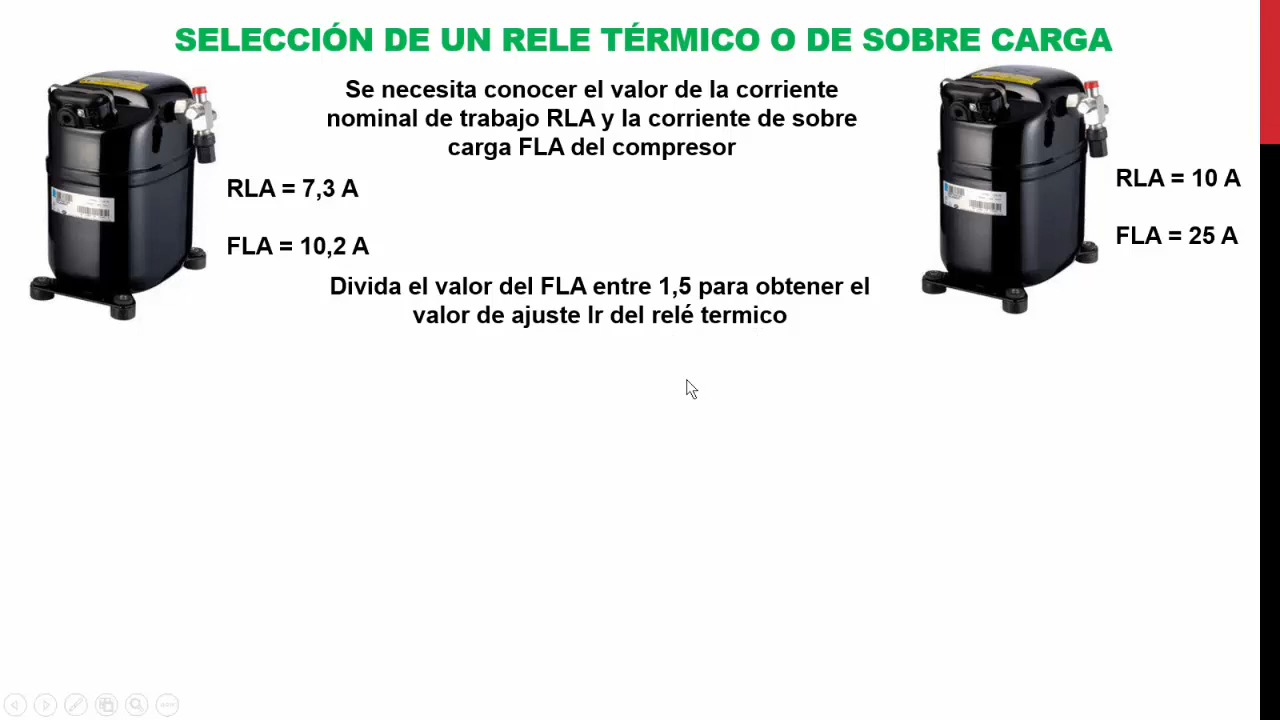 SELECCIÓN DE UN RELE TÉRMICO O DE SOBRE CARGA
Se necesita conocer el valor de la corriente
nominal de trabajo RLA y la corriente de sobre
carga FLA del compresor
RLA = 7,3 A
FLA = 10,2 A
RLA = 10 A
FLA = 25 A
Divida el valor del FLA entre 1,5 para obtener el
valor de ajuste Ir del relé termico